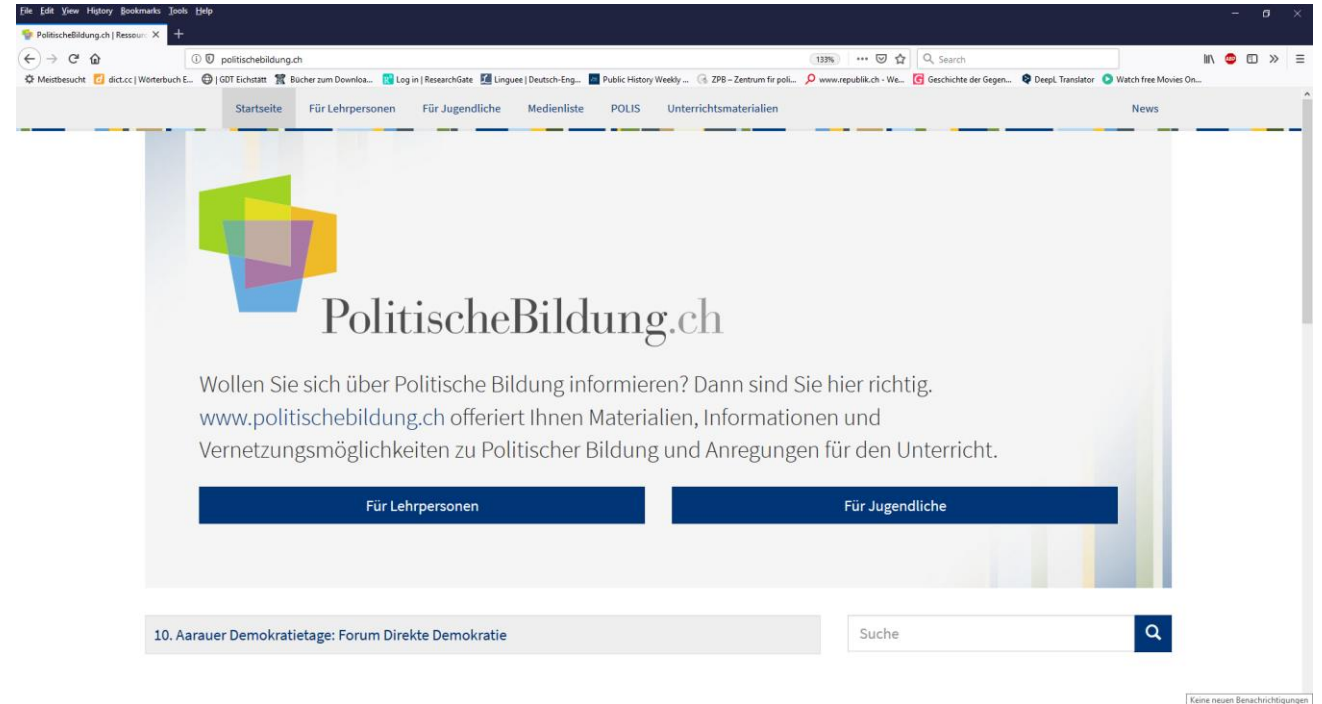 File Edit View History Bookmarks Tools Help
PolitischeBildung.ch | Ressourc
politischebildung.ch 133% Search
Meistbesucht dict.cc | Wörterbuch E... GDT Eichstätt Bücher zum Downloa... Log in | ResearchGate Linguee | Deutsch-Eng... Public History Weekly ... ZPB – Zentrum fir poli... www.republik.ch - We... Geschichte der Gegen... DeepL Translator Watch free Movies On...
Startseite Für Lehrpersonen Für Jugendliche Medienliste POLIS Unterrichtsmaterialien News
PolitischeBildung.ch
Wollen Sie sich über Politische Bildung informieren? Dann sind Sie hier richtig.
www.politischebildung.ch offeriert Ihnen Materialien, Informationen und
Vernetzungsmöglichkeiten zu Politischer Bildung und Anregungen für den Unterricht.
Für Lehrpersonen Für Jugendliche
10. Aarauer Demokratietage: Forum Direkte Demokratie Suche
Keine neuen Benachrichtigungen